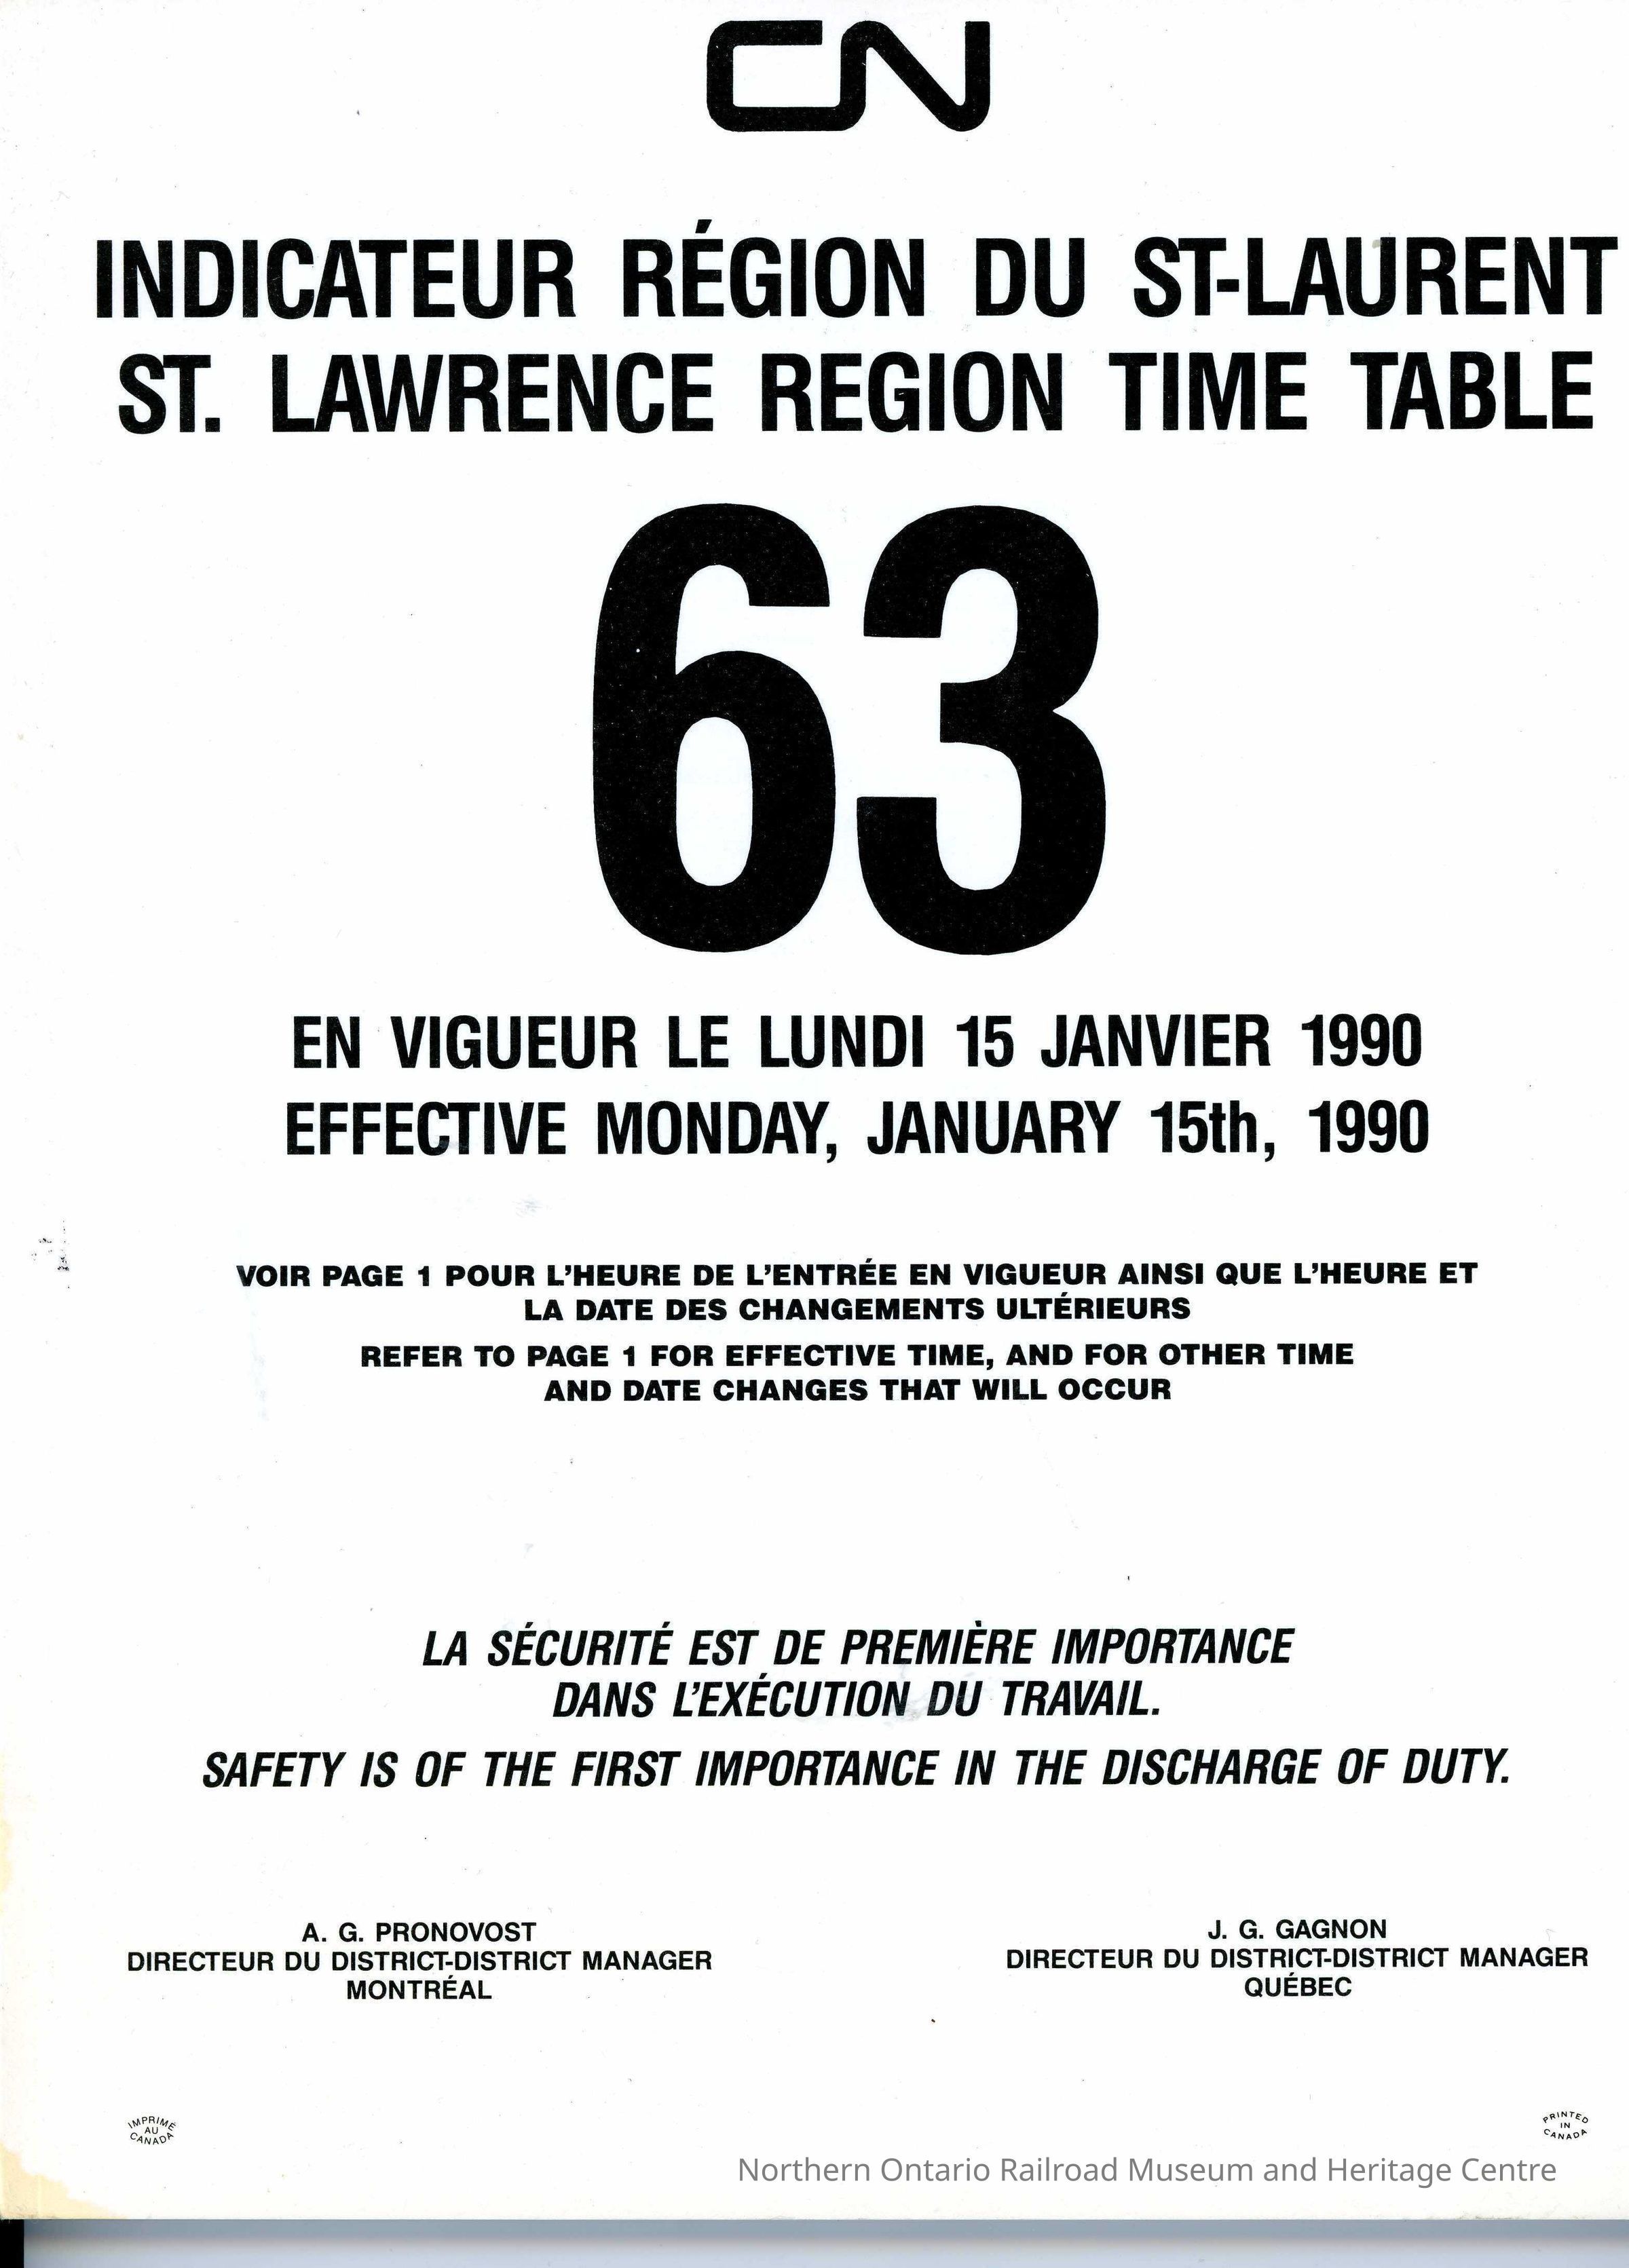 CN
INDICATEUR RÉGION DU ST-LAURENT
ST. LAWRENCE REGION TIME TABLE
63
EN VIGUEUR LE LUNDI 15 JANVIER 1990
EFFECTIVE MONDAY, JANUARY 15th, 1990
VOIR PAGE 1 POUR L'HEURE DE L'ENTRÉE EN VIGUEUR AINSI QUE L'HEURE ET
LA DATE DES CHANGEMENTS ULTÉRIEURS
REFER TO PAGE 1 FOR EFFECTIVE TIME, AND FOR OTHER TIME
AND DATE CHANGES THAT WILL OCCUR
LA SÉCURITÉ EST DE PREMIÈRE IMPORTANCE
DANS L'EXÉCUTION DU TRAVAIL.
SAFETY IS OF THE FIRST IMPORTANCE IN THE DISCHARGE OF DUTY.
A. G. PRONOVOST
DIRECTEUR DU DISTRICT-DISTRICT MANAGER
MONTRÉAL
J. G. GAGNON
DIRECTEUR DU DISTRICT-DISTRICT MANAGER
QUÉBEC
IMPRIMÉ
AU
CANADA
PRINTED
IN
CANADA
Northern Ontario Railroad Museum and Heritage Centre